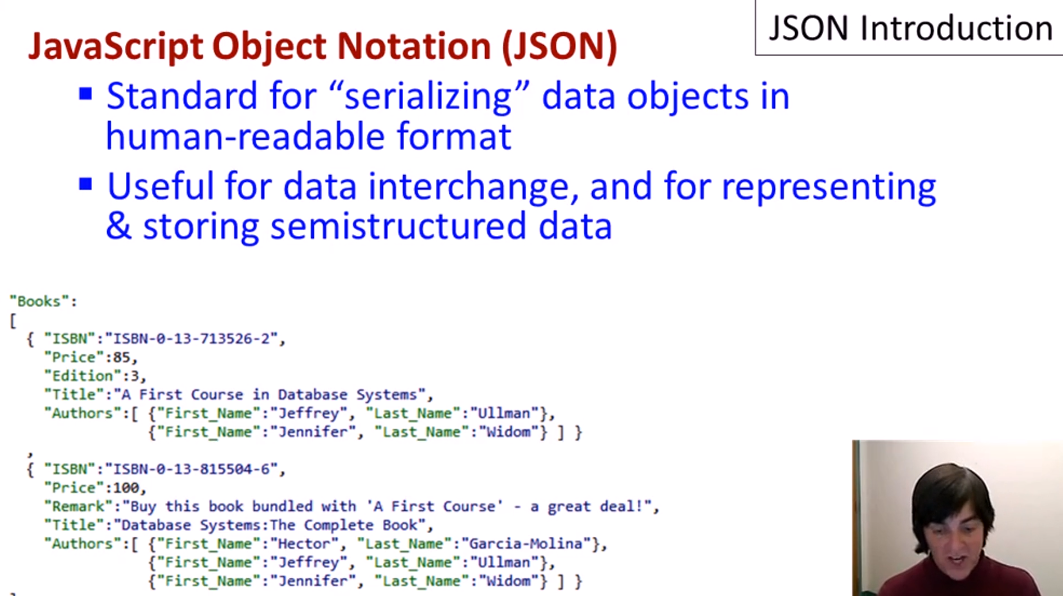 JSON Introduction
JavaScript Object Notation (JSON)
▪ Standard for “serializing” data objects in
human-readable format
▪ Useful for data interchange, and for representing
& storing semistructured data
"Books":
[
{ "ISBN":"ISBN-0-13-713526-2",
"Price":85,
"Edition":3,
"Title":"A First Course in Database Systems",
"Authors":[ {"First_Name":"Jeffrey", "Last_Name":"Ullman"},
{"First_Name":"Jennifer", "Last_Name":"Widom"} ] }
,
{ "ISBN":"ISBN-0-13-815504-6",
"Price":100,
"Remark":"Buy this book bundled with 'A First Course' - a great deal!",
"Title":"Database Systems:The Complete Book",
"Authors":[ {"First_Name":"Hector", "Last_Name":"Garcia-Molina"},
{"First_Name":"Jeffrey", "Last_Name":"Ullman"},
{"First_Name":"Jennifer", "Last_Name":"Widom"} ] }